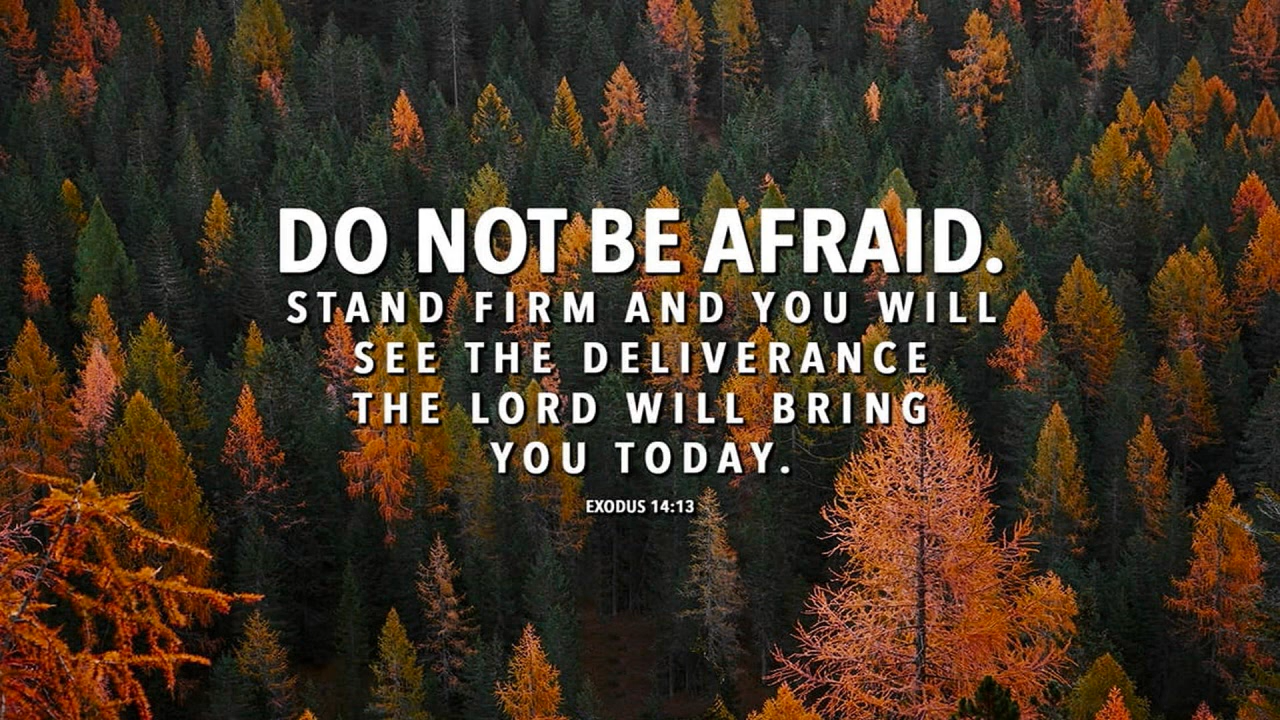 DO NOT BE AFRAID.
STAND FIRM AND YOU WILL
SEE THE DELIVERANCE
THE LORD WILL BRING
YOU TODAY.
EXODUS 14:13